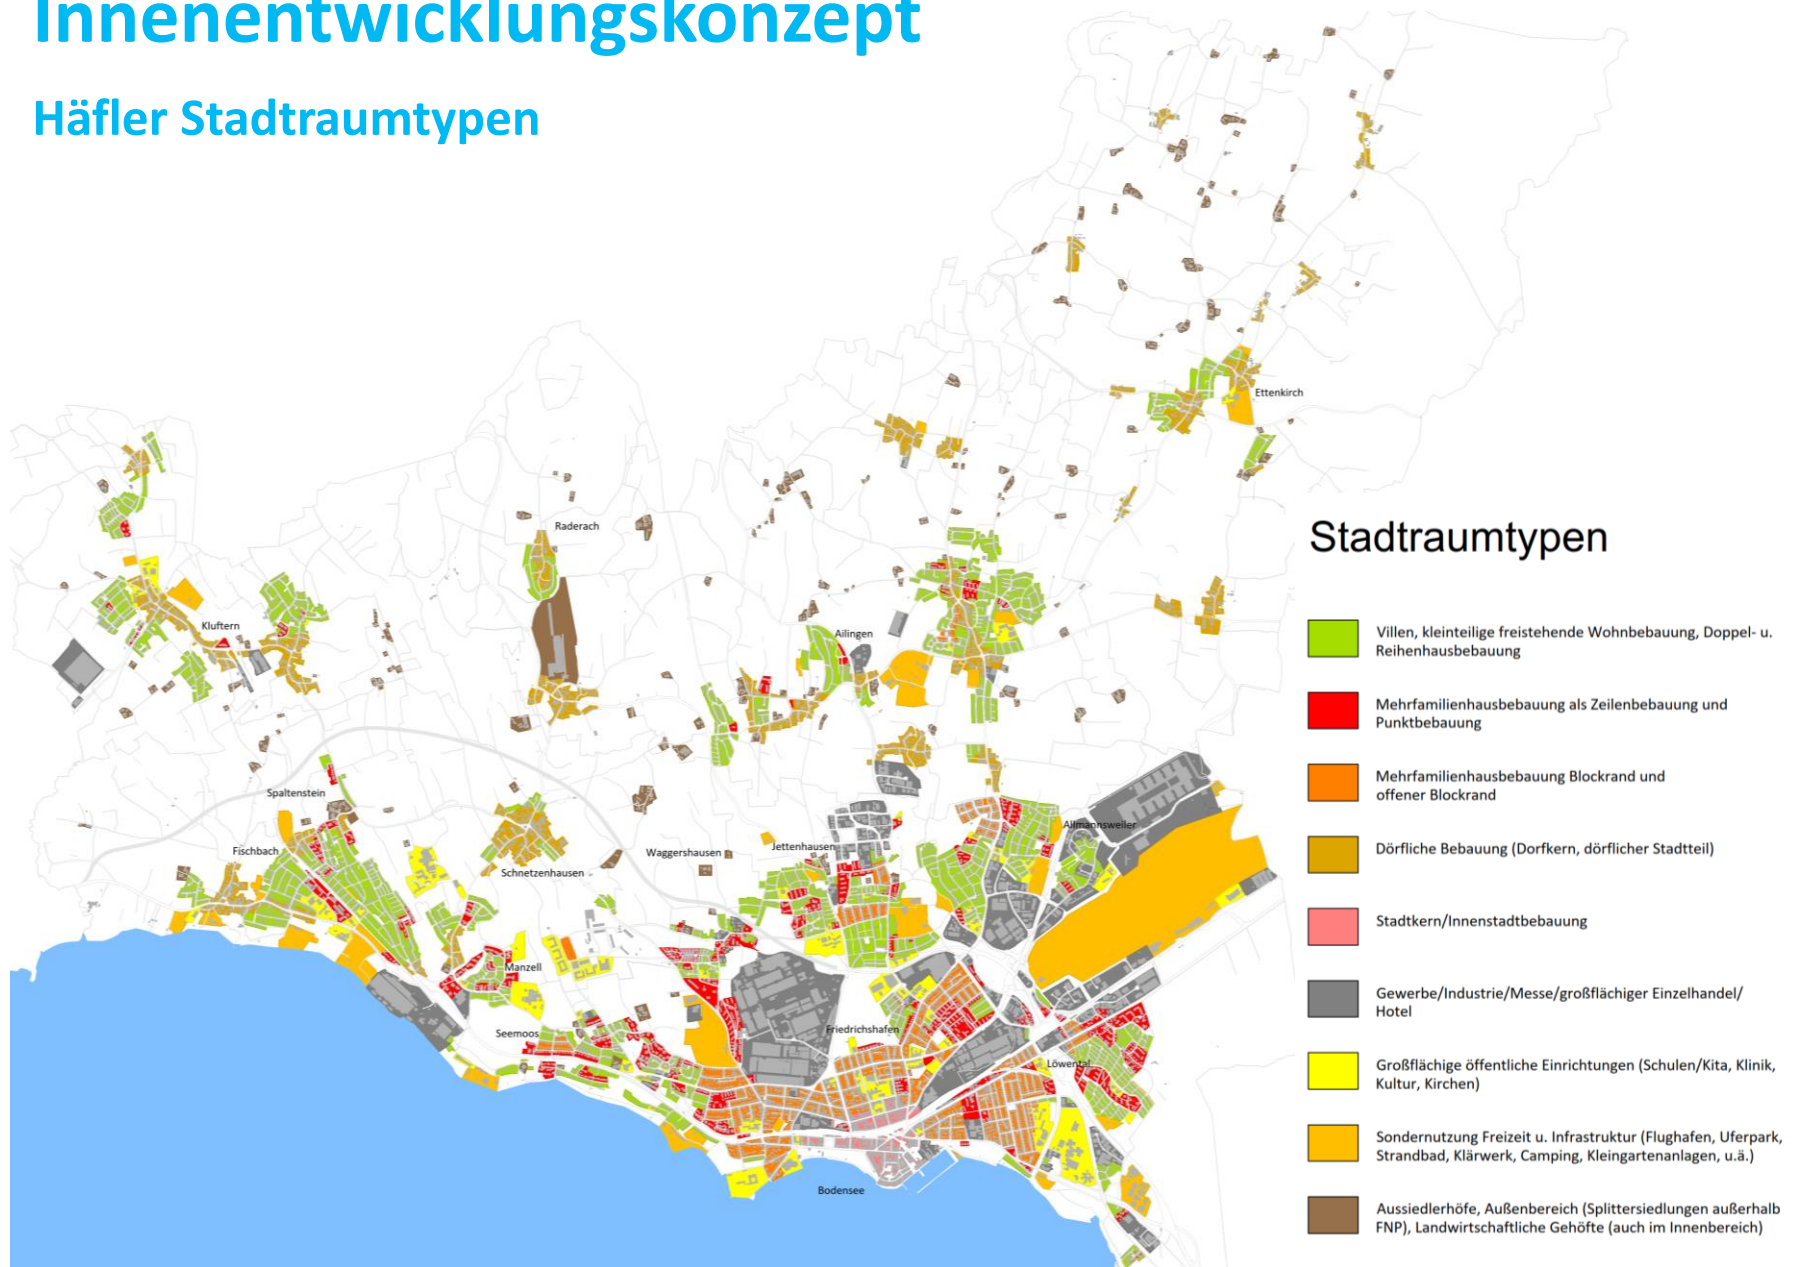 Innenentwicklungskonzept
Häfler Stadtraumtypen
Ettenkirch
Raderach
Stadtraumtypen
Kluftern
Ailingen
Villen, kleinteilige freistehende Wohnbebauung, Doppel- u.
Reihenhausbebauung
Mehrfamilienhausbebauung als Zeilenbebauung und
Punktbebauung
Mehrfamilienhausbebauung Blockrand und
offener Blockrand
Spaltenstein
Allmannsweiler
Jettenhausen
Fischbach
Waggershausen
Schnetzenhausen
Dörfliche Bebauung (Dorfkern, dörflicher Stadtteil)
Stadtkern/Innenstadtbebauung
Manzell
Gewerbe/Industrie/Messe/großflächiger Einzelhandel/
Hotel
Seemoos
Friedrichshafen
Löwental
Großflächige öffentliche Einrichtungen (Schulen/Kita, Klinik,
Kultur, Kirchen)
Sondernutzung Freizeit u. Infrastruktur (Flughafen, Uferpark,
Strandbad, Klärwerk, Camping, Kleingartenanlagen, u.ä.)
Bodensee
Aussiedlerhöfe, Außenbereich (Splittersiedlungen außerhalb
FNP), Landwirtschaftliche Gehöfte (auch im Innenbereich)